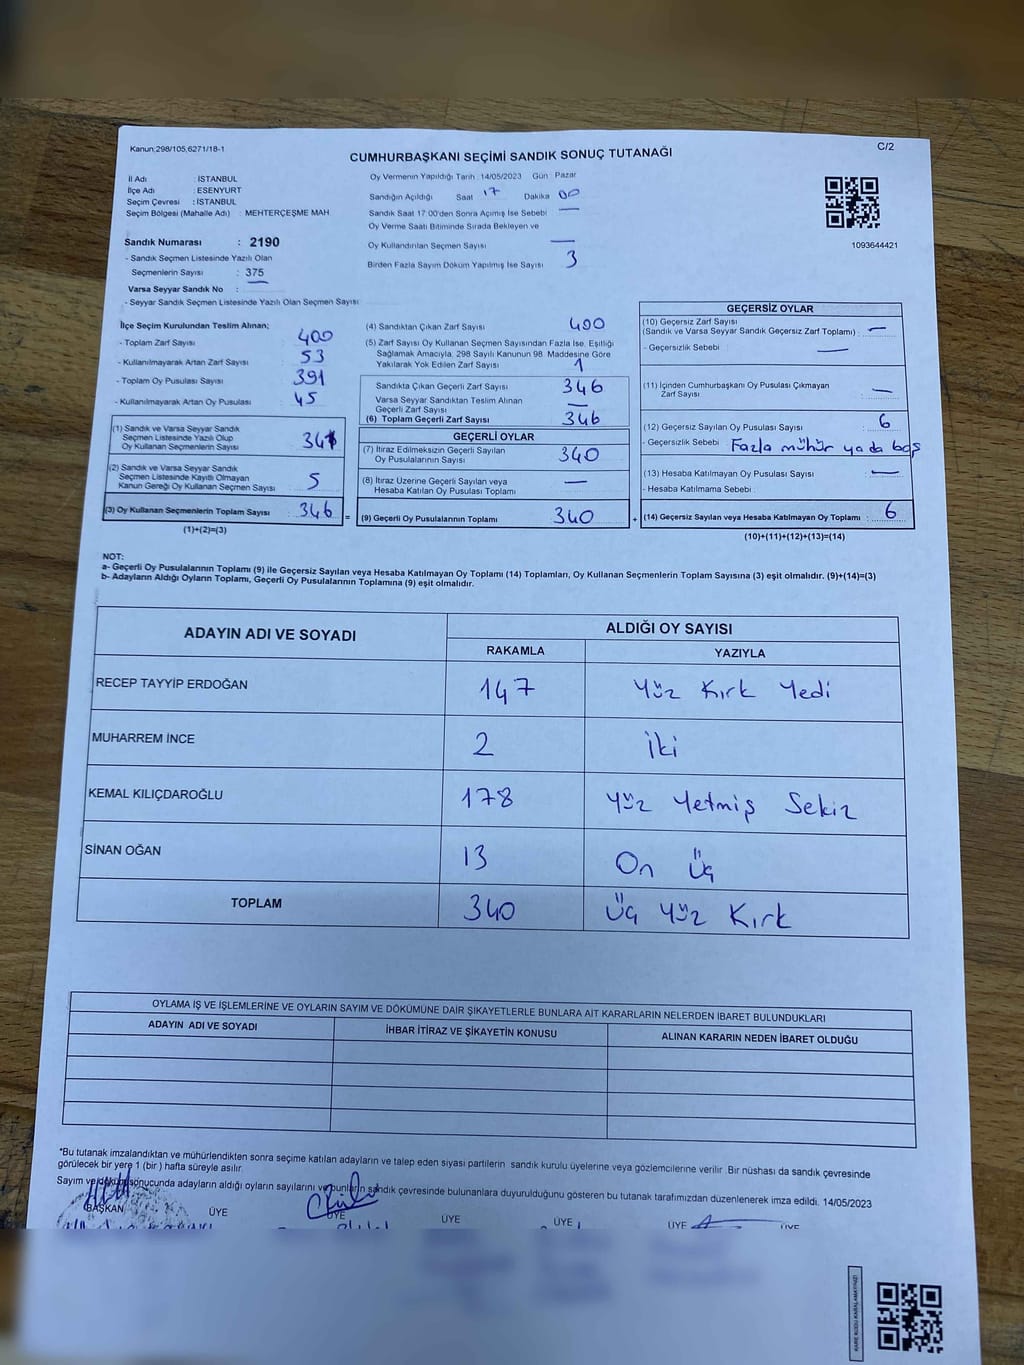 Kanun;298/105,6271/18-1
C/2
CUMHURBAŞKANI SEÇİMİ SANDIK SONUÇ TUTANAĞI
İl Adı : İSTANBUL
İlçe Adı : ESENYURT
Seçim Çevresi : İSTANBUL
Seçim Bölgesi (Mahalle Adı) : MEHTERÇEŞME MAH.
Oy Vermenin Yapıldığı Tarih : 14/05/2023 Gün Pazar
Sandığın Açıldığı Saat 17 Dakika 00
Sandık Saat 17:00'den Sonra Açılmış İse Sebebi —
Oy Verme Saati Bitiminde Sırada Bekleyen ve
Oy Kullandırılan Seçmen Sayısı —
Birden Fazla Sayım Döküm Yapılmış İse Sayısı 3
1093644421
Sandık Numarası : 2190
- Sandık Seçmen Listesinde Yazılı Olan
Seçmenlerin Sayısı : 375
Varsa Seyyar Sandık No : —
- Seyyar Sandık Seçmen Listesinde Yazılı Olan Seçmen Sayısı
İlçe Seçim Kurulundan Teslim Alınan;
- Toplam Zarf Sayısı : 400
- Kullanılmayarak Artan Zarf Sayısı : 53
- Toplam Oy Pusulası Sayısı : 391
- Kullanılmayarak Artan Oy Pusulası : 45
(1) Sandık ve Varsa Seyyar Sandık
Seçmen Listesinde Yazılı Olup
Oy Kullanan Seçmenlerin Sayısı 341
(2) Sandık ve Varsa Seyyar Sandık
Seçmen Listesinde Kayıtlı Olmayan
Kanun Gereği Oy Kullanan Seçmen Sayısı 5
(3) Oy Kullanan Seçmenlerin Toplam Sayısı 346
(1)+(2)=(3)
(4) Sandıktan Çıkan Zarf Sayısı 400
(5) Zarf Sayısı Oy Kullanan Seçmen Sayısından Fazla İse, Eşitliği
Sağlamak Amacıyla, 298 Sayılı Kanunun 98. Maddesine Göre
Yakılarak Yok Edilen Zarf Sayısı 1
Sandıkta Çıkan Geçerli Zarf Sayısı 346
Varsa Seyyar Sandıktan Teslim Alınan
Geçerli Zarf Sayısı —
(6) Toplam Geçerli Zarf Sayısı 346
GEÇERLİ OYLAR
(7) İtiraz Edilmeksizin Geçerli Sayılan
Oy Pusulalarının Sayısı 340
(8) İtiraz Üzerine Geçerli Sayılan veya
Hesaba Katılan Oy Pusulası Toplamı —
= (9) Geçerli Oy Pusulalarının Toplamı 340
GEÇERSİZ OYLAR
(10) Geçersiz Zarf Sayısı
(Sandık ve Varsa Seyyar Sandık Geçersiz Zarf Toplamı) : —
- Geçersizlik Sebebi : —
(11) İçinden Cumhurbaşkanı Oy Pusulası Çıkmayan
Zarf Sayısı : —
(12) Geçersiz Sayılan Oy Pusulası Sayısı : 6
- Geçersizlik Sebebi : Fazla mühür ya da boş
(13) Hesaba Katılmayan Oy Pusulası Sayısı : —
- Hesaba Katılmama Sebebi :
+ (14) Geçersiz Sayılan veya Hesaba Katılmayan Oy Toplamı : 6
(10)+(11)+(12)+(13)=(14)
NOT:
a- Geçerli Oy Pusulalarının Toplamı (9) ile Geçersiz Sayılan veya Hesaba Katılmayan Oy Toplamı (14) Toplamları, Oy Kullanan Seçmenlerin Toplam Sayısına (3) eşit olmalıdır. (9)+(14)=(3)
b- Adayların Aldığı Oyların Toplamı, Geçerli Oy Pusulalarının Toplamına (9) eşit olmalıdır.
ADAYIN ADI VE SOYADI ALDIĞI OY SAYISI
RAKAMLA YAZIYLA
RECEP TAYYİP ERDOĞAN 147 Yüz Kırk Yedi
MUHARREM İNCE 2 İki
KEMAL KILIÇDAROĞLU 178 Yüz Yetmiş Sekiz
SİNAN OĞAN 13 On Üç
TOPLAM 340 Üç Yüz Kırk
OYLAMA İŞ VE İŞLEMLERİNE VE OYLARIN SAYIM VE DÖKÜMÜNE DAİR ŞİKAYETLERLE BUNLARA AİT KARARLARIN NELERDEN İBARET BULUNDUKLARI
ADAYIN ADI VE SOYADI İHBAR İTİRAZ VE ŞİKAYETİN KONUSU ALINAN KARARIN NEDEN İBARET OLDUĞU
*Bu tutanak imzalandıktan ve mühürlendikten sonra seçime katılan adayların ve talep eden siyasi partilerin sandık kurulu üyelerine veya gözlemcilerine verilir. Bir nüshası da sandık çevresinde
görülecek bir yere 1 (bir) hafta süreyle asılır.
Sayım ve döküm sonucunda adayların aldığı oyların sayılarını ve bunların sandık çevresinde bulunanlara duyurulduğunu gösteren bu tutanak tarafımızdan düzenlenerek imza edildi. 14/05/2023
BAŞKAN ÜYE ÜYE ÜYE ÜYE ÜYE ÜYE